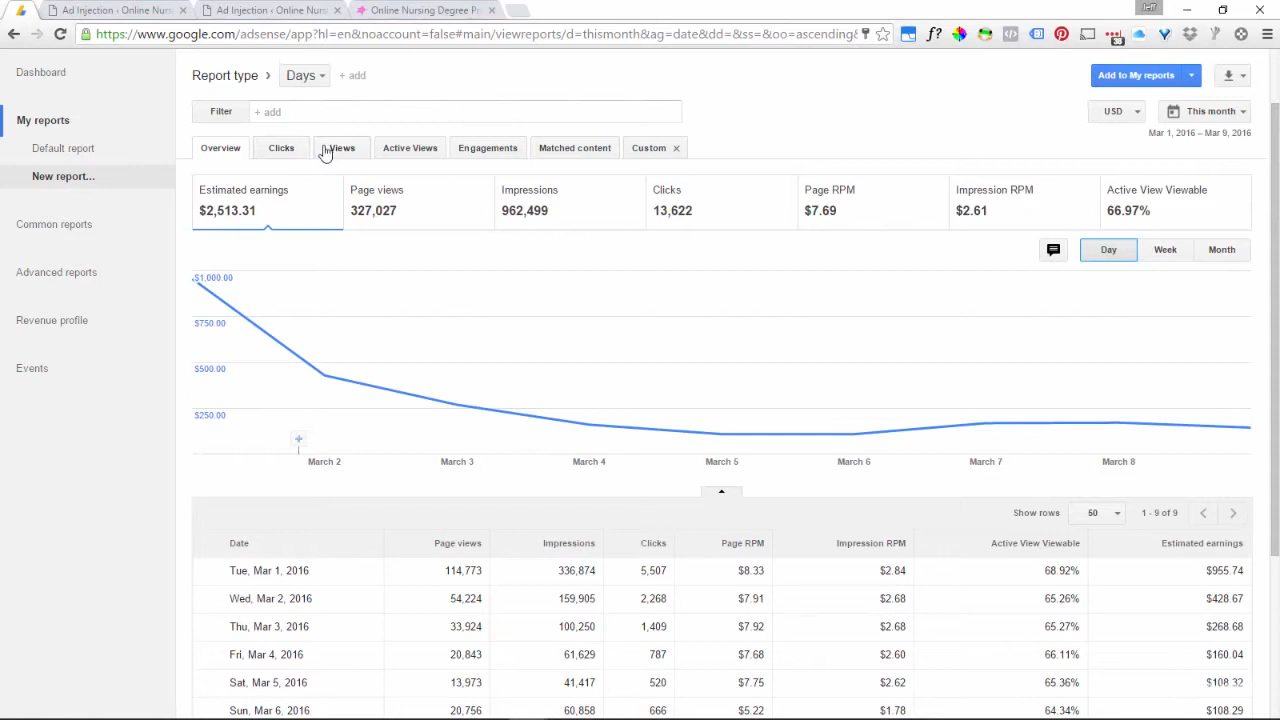 Ad Injection ‹ Online Nurs
Ad Injection ‹ Online Nursi
Online Nursing Degree Pro
https://www.google.com/adsense/app?hl=en&noaccount=false#main/viewreports/d=thismonth&ag=date&dd=&ss=&oo=ascending&
Dashboard
My reports
Default report
New report...
Common reports
Advanced reports
Revenue profile
Events
Report type › Days + add
Add to My reports
Filter + add
USD This month
Mar 1, 2016 – Mar 9, 2016
Overview Clicks Views Active Views Engagements Matched content Custom ×
Estimated earnings Page views Impressions Clicks Page RPM Impression RPM Active View Viewable
$2,513.31 327,027 962,499 13,622 $7.69 $2.61 66.97%
Day Week Month
$1,000.00
$750.00
$500.00
$250.00
March 2 March 3 March 4 March 5 March 6 March 7 March 8
Show rows 50 1 - 9 of 9
Date Page views Impressions Clicks Page RPM Impression RPM Active View Viewable Estimated earnings
Tue, Mar 1, 2016 114,773 336,874 5,507 $8.33 $2.84 68.92% $955.74
Wed, Mar 2, 2016 54,224 159,905 2,268 $7.91 $2.68 65.26% $428.67
Thu, Mar 3, 2016 33,924 100,250 1,409 $7.92 $2.68 65.27% $268.68
Fri, Mar 4, 2016 20,843 61,629 787 $7.68 $2.60 66.11% $160.04
Sat, Mar 5, 2016 13,973 41,417 520 $7.75 $2.62 65.36% $108.32
Sun, Mar 6, 2016 20,756 60,858 666 $5.22 $1.78 64.34% $108.29